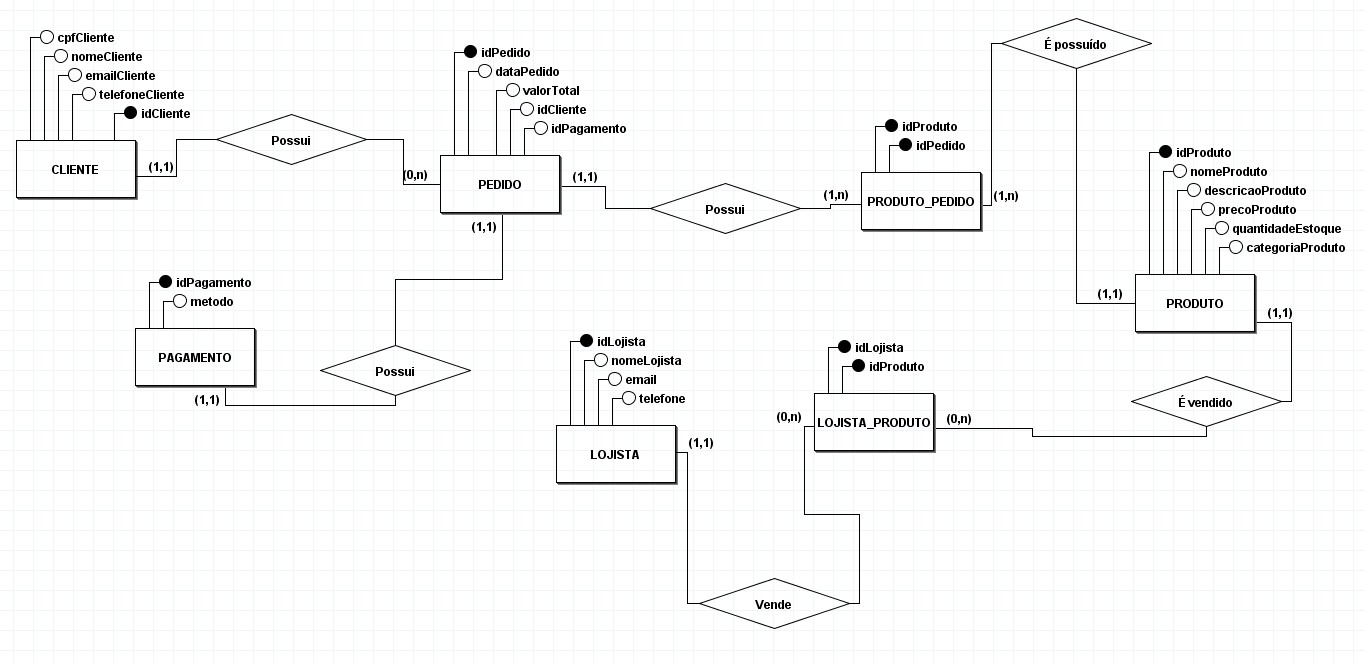 cpfCliente
nomeCliente
emailCliente
telefoneCliente
idCliente
CLIENTE
(1,1)
Possui
(0,n)
idPedido
dataPedido
valorTotal
idCliente
idPagamento
PEDIDO
(1,1)
(1,1)
Possui
(1,n)
idProduto
idPedido
PRODUTO_PEDIDO
(1,n)
É possuído
(1,1)
idProduto
nomeProduto
descricaoProduto
precoProduto
quantidadeEstoque
categoriaProduto
PRODUTO
(1,1)
idPagamento
metodo
PAGAMENTO
(1,1)
Possui
idLojista
nomeLojista
email
telefone
LOJISTA
(1,1)
Vende
(0,n)
idLojista
idProduto
LOJISTA_PRODUTO
(0,n)
É vendido